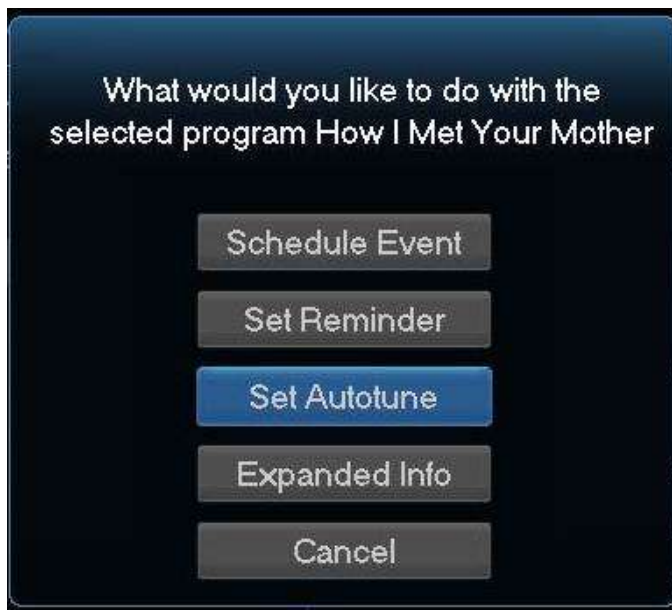 What would you like to do with the
selected program How I Met Your Mother
Schedule Event
Set Reminder
Set Autotune
Expanded Info
Cancel